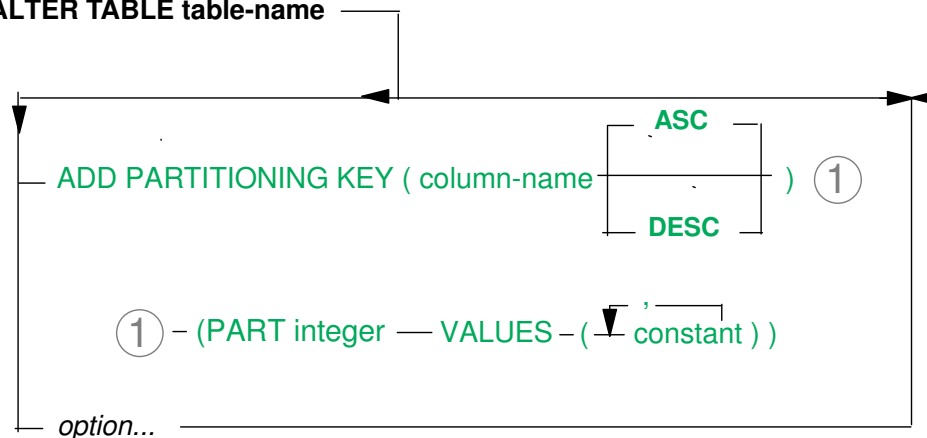 ALTER TABLE table-name
ASC
ADD PARTITIONING KEY ( column-name ) 1
DESC
,
1 - (PART integer — VALUES – ( constant ) )
option...